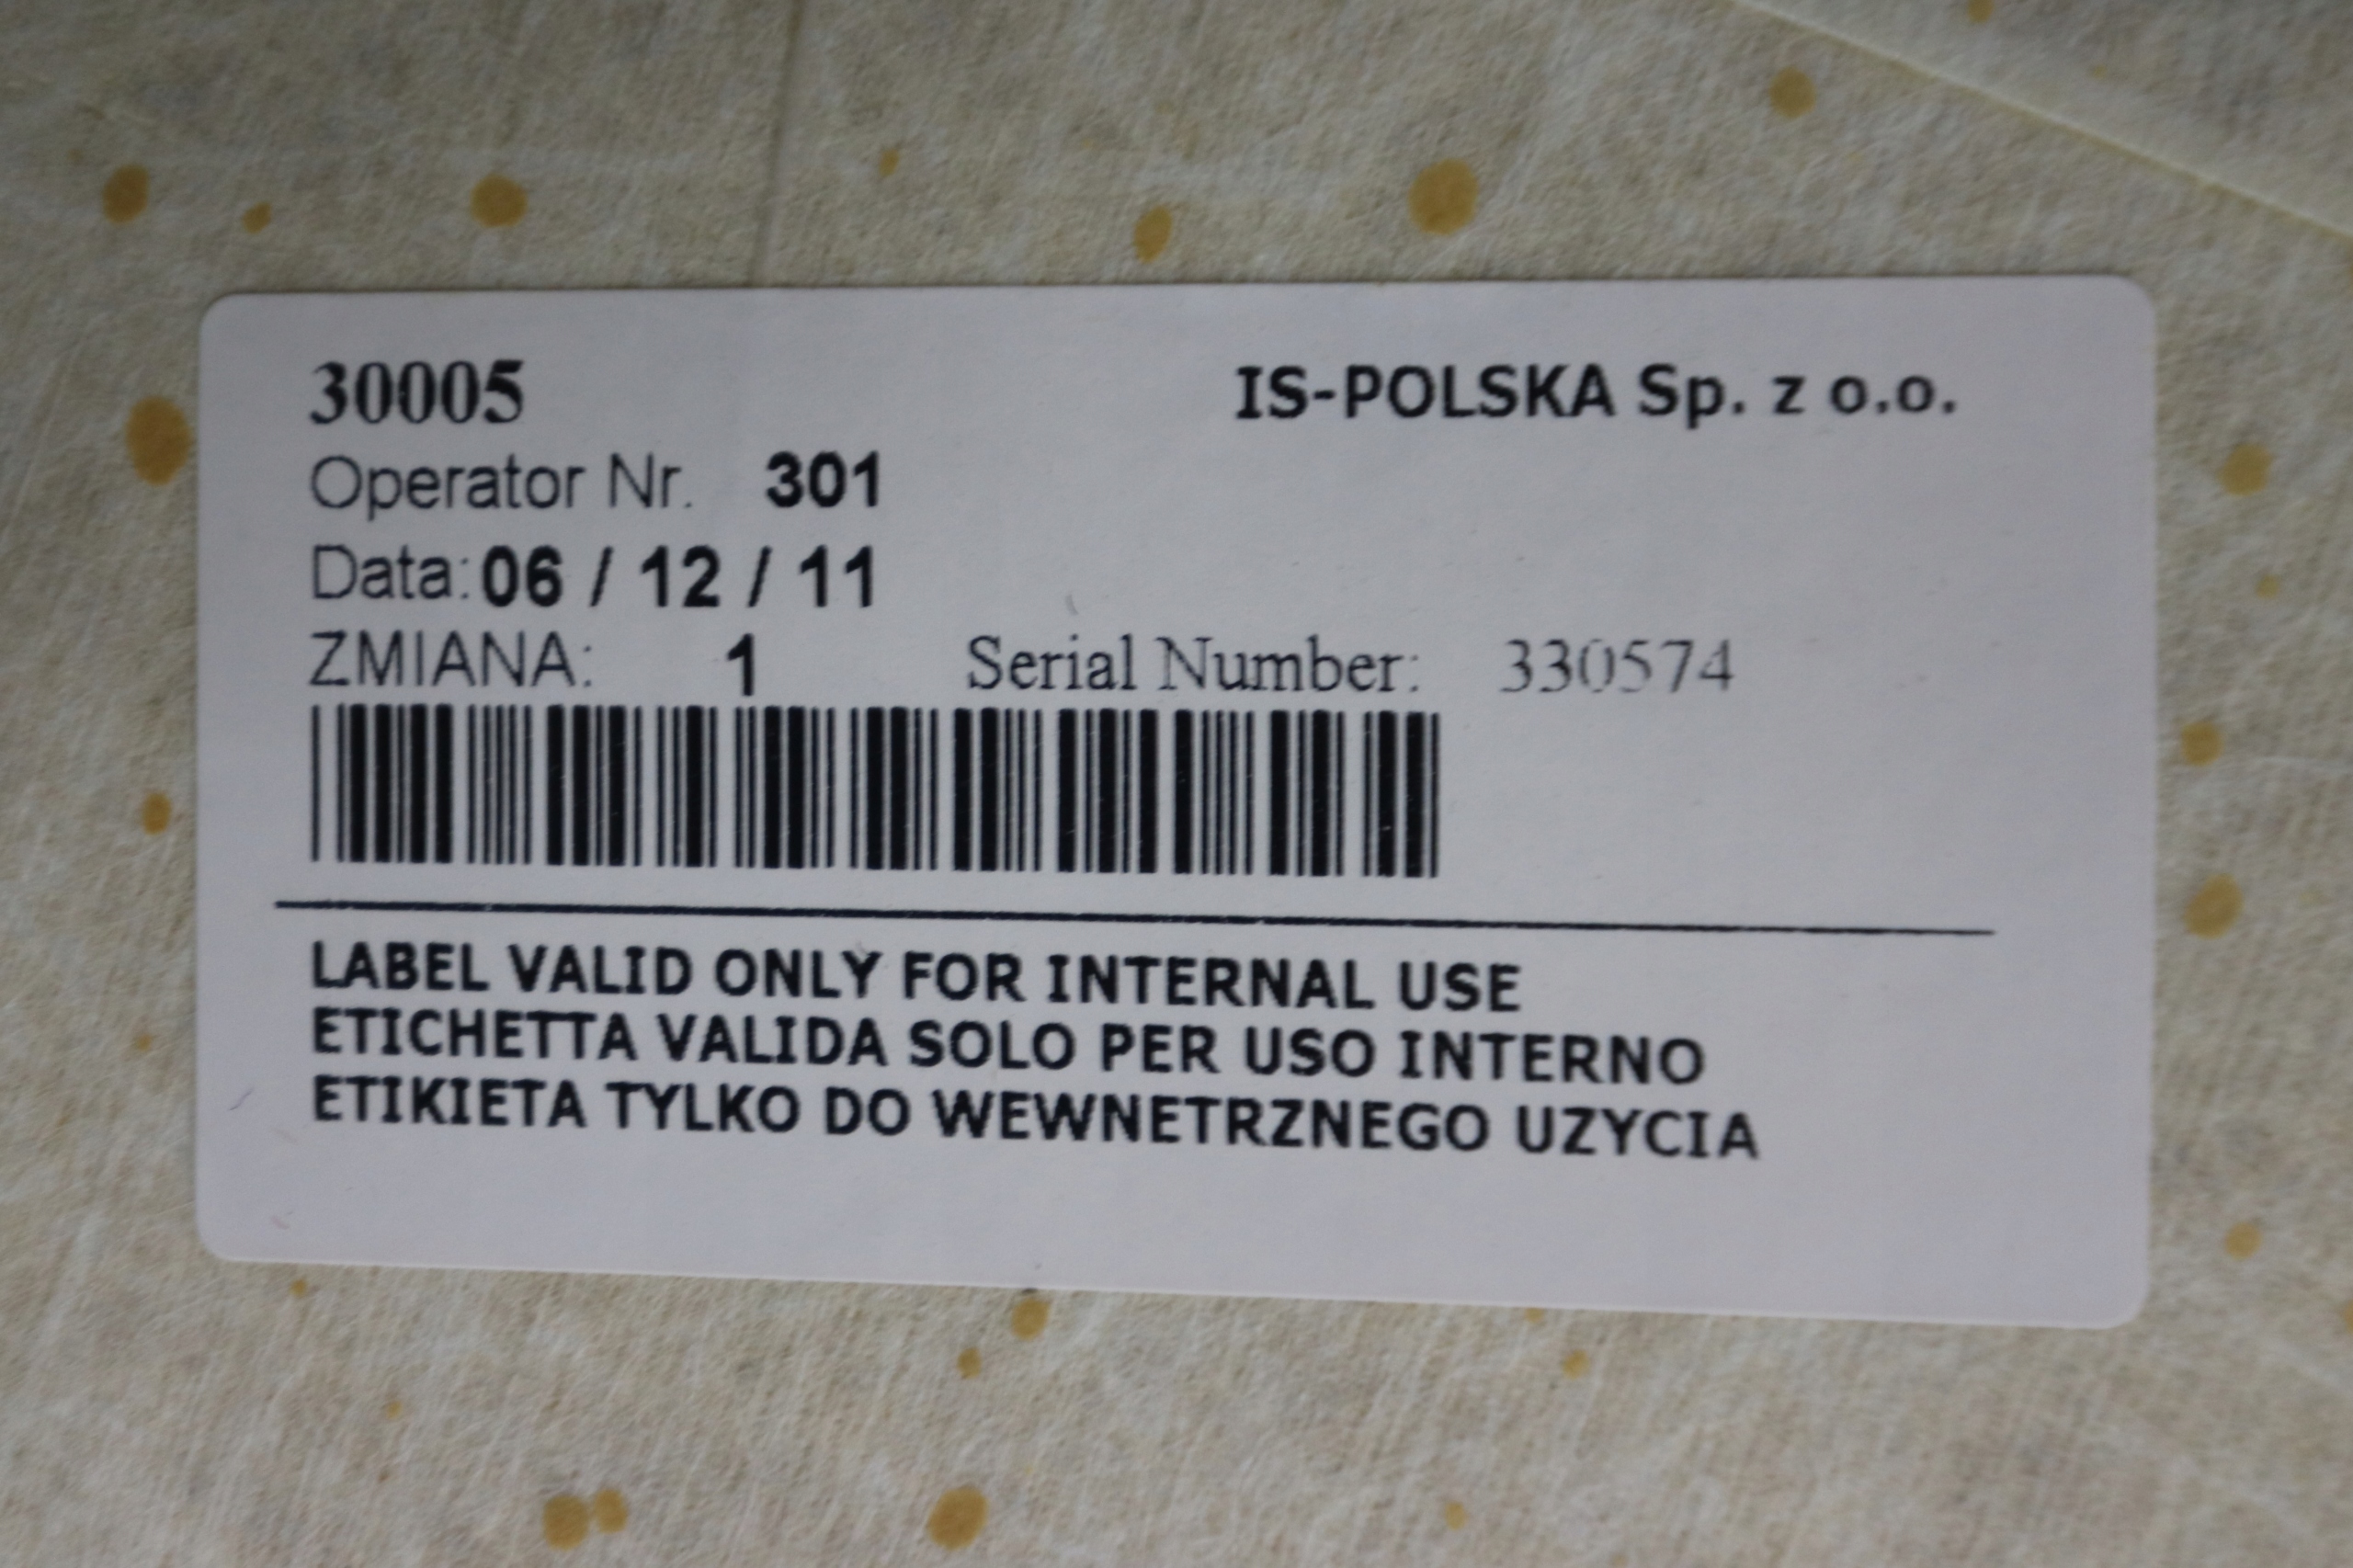 30005 IS-POLSKA Sp. z o.o.
Operator Nr. 301
Data: 06 / 12 / 11
ZMIANA: 1 Serial Number: 330574
LABEL VALID ONLY FOR INTERNAL USE
ETICHETTA VALIDA SOLO PER USO INTERNO
ETIKIETA TYLKO DO WEWNETRZNEGO UZYCIA